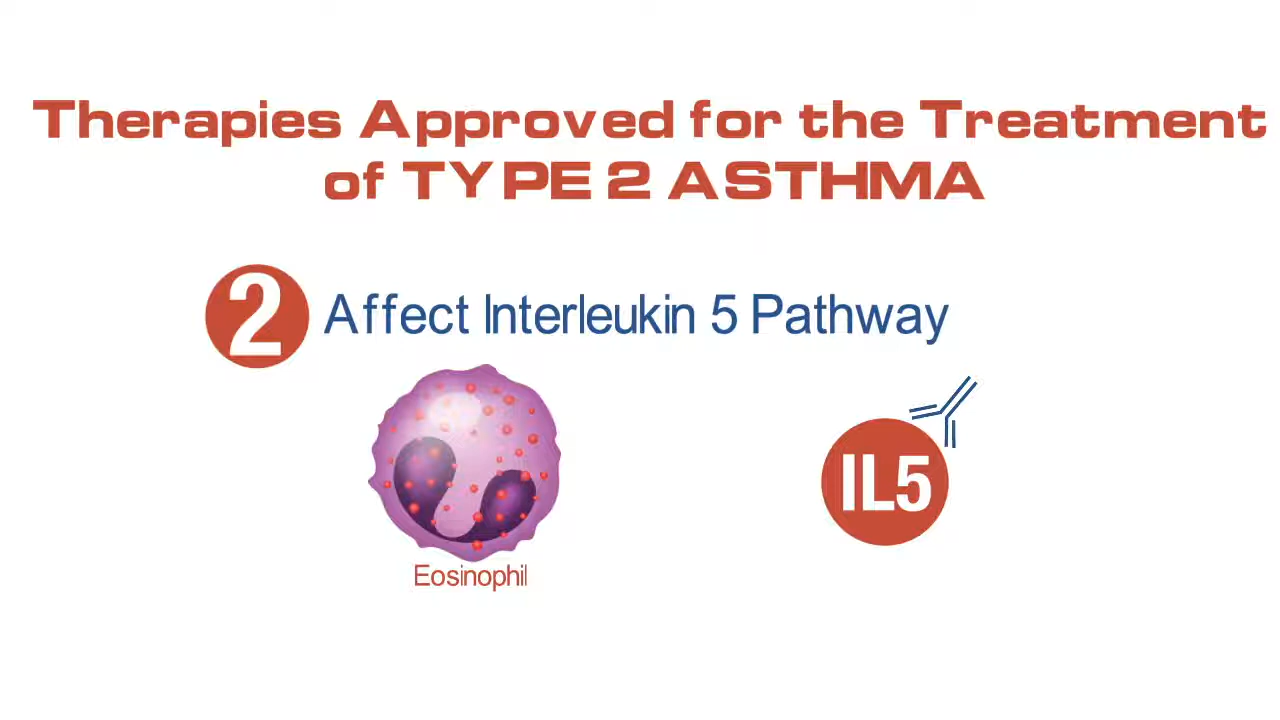 Therapies Approved for the Treatment
of TYPE 2 ASTHMA
2 Affect Interleukin 5 Pathway
IL5
Eosinophil